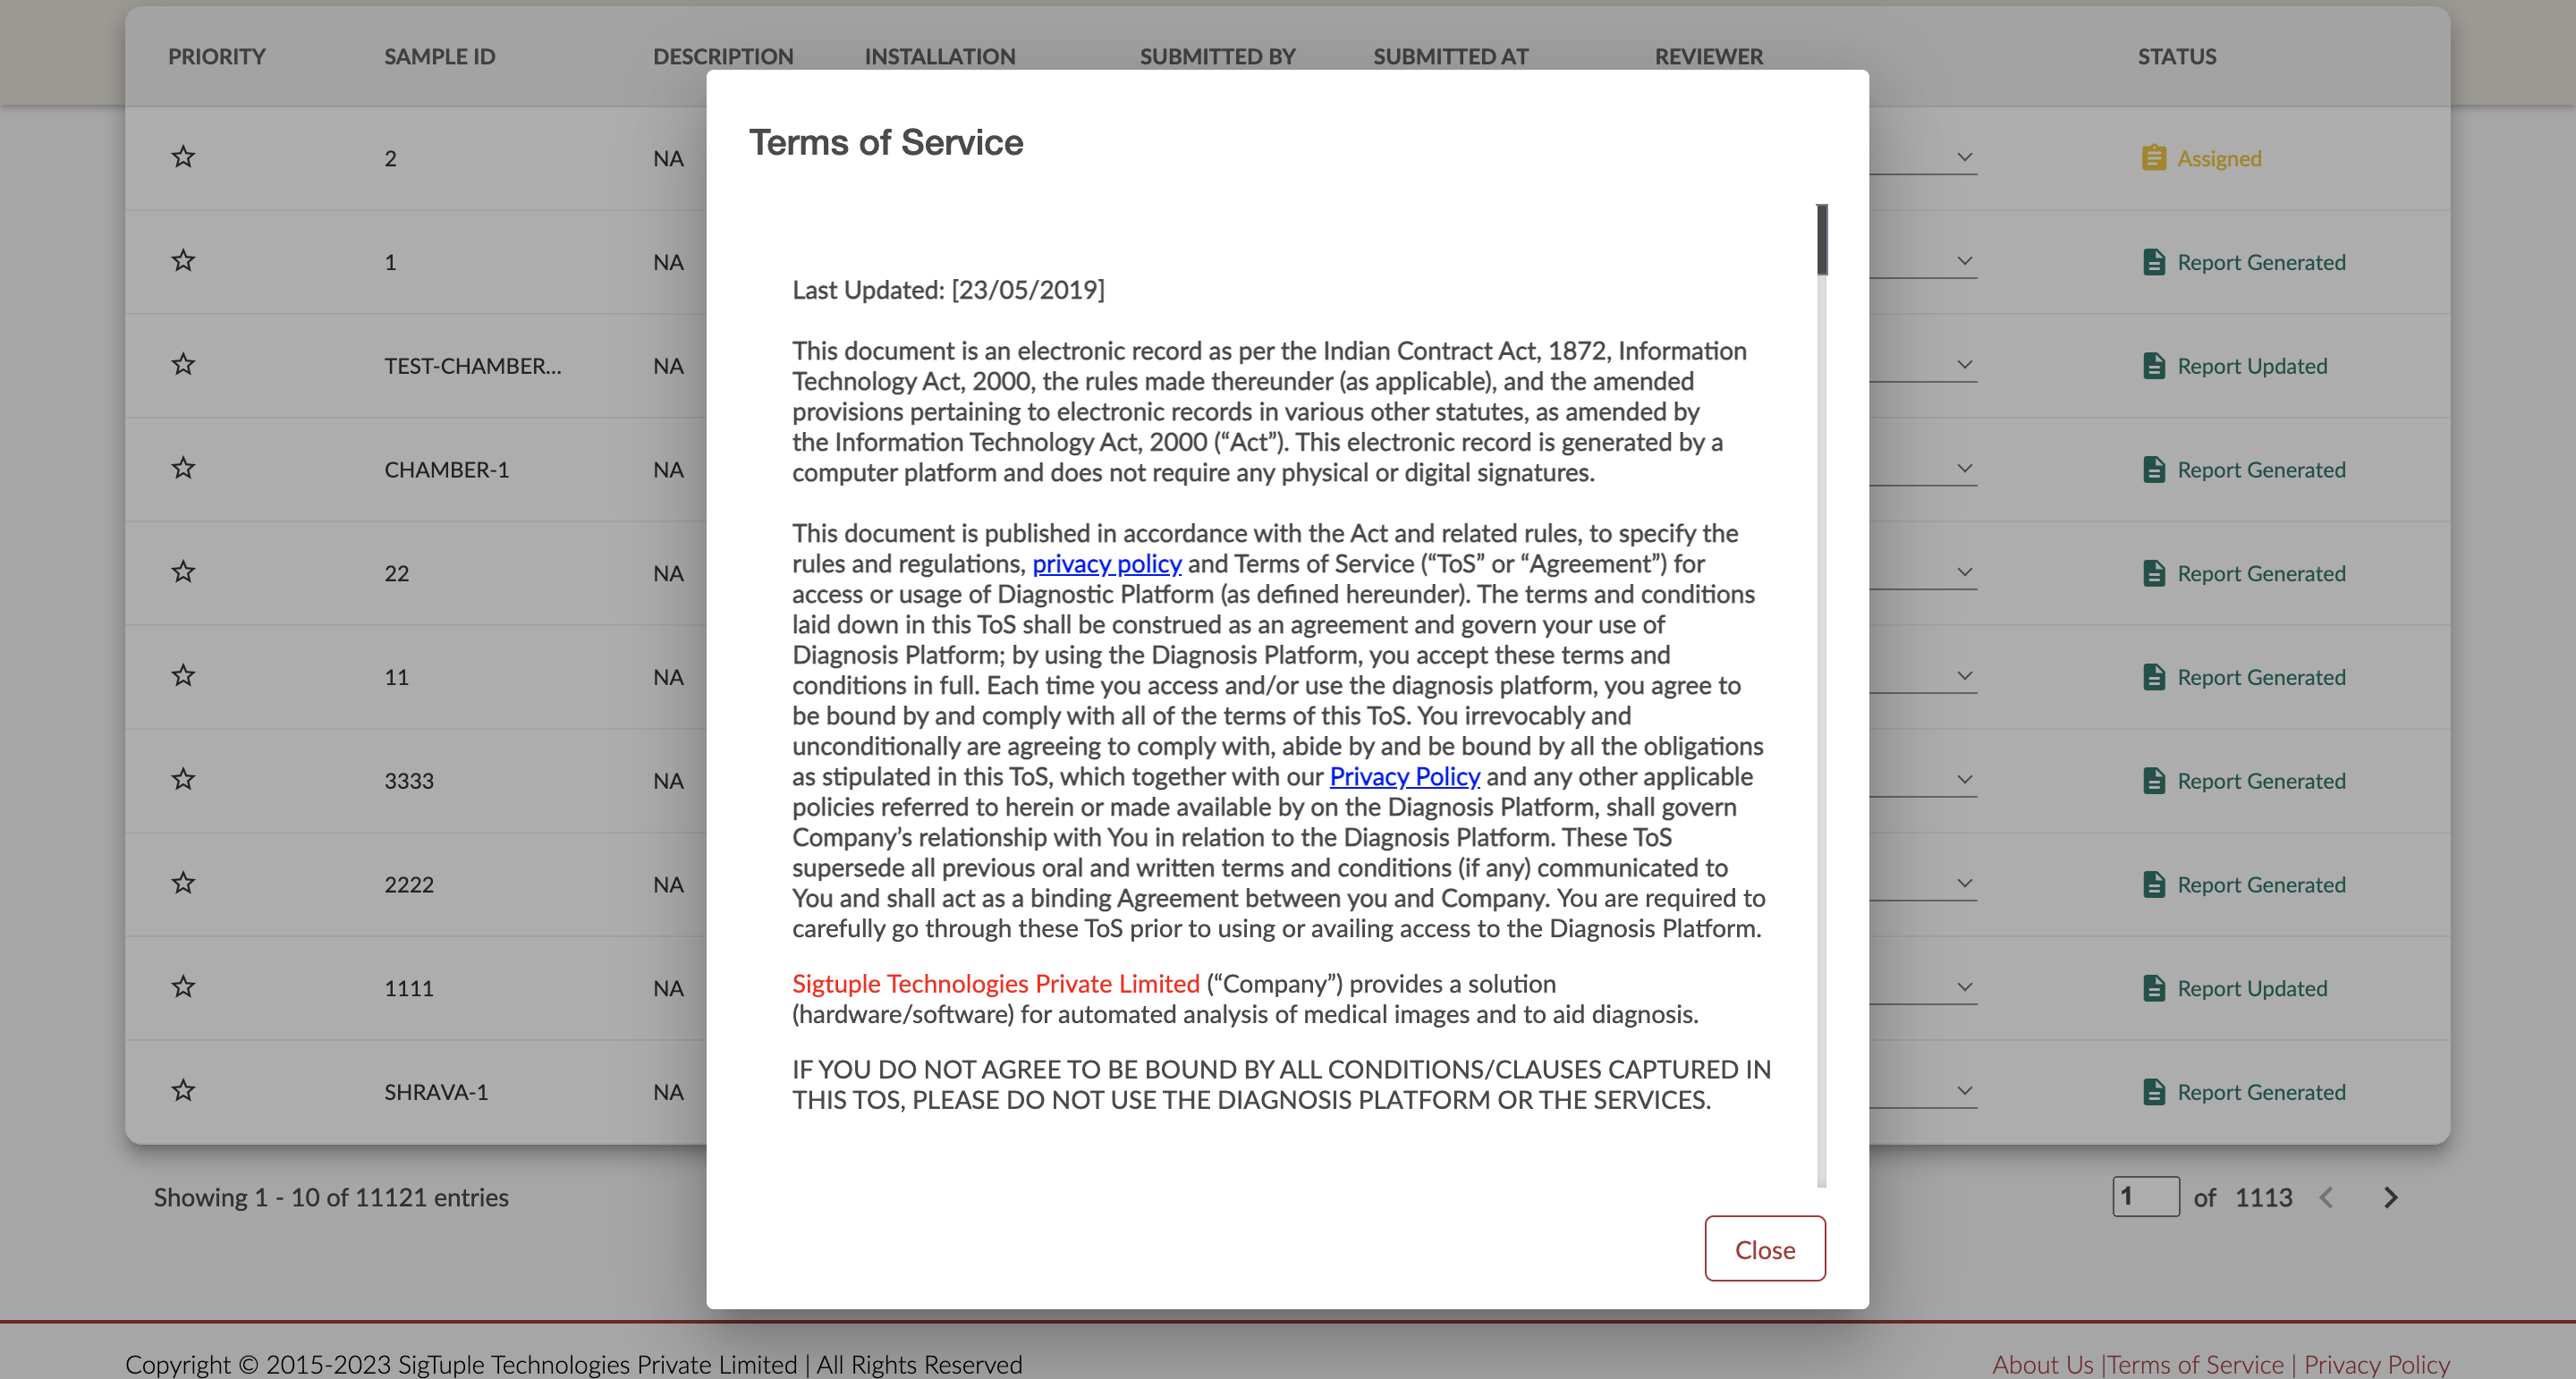 PRIORITY SAMPLE ID DESCRIPTION INSTALLATION SUBMITTED BY SUBMITTED AT REVIEWER STATUS
2 NA Assigned
1 NA Report Generated
TEST-CHAMBER... NA Report Updated
CHAMBER-1 NA Report Generated
22 NA Report Generated
11 NA Report Generated
3333 NA Report Generated
2222 NA Report Generated
1111 NA Report Updated
SHRAVA-1 NA Report Generated
Showing 1 - 10 of 11121 entries
1 of 1113
Terms of Service
Last Updated: [23/05/2019]
This document is an electronic record as per the Indian Contract Act, 1872, Information
Technology Act, 2000, the rules made thereunder (as applicable), and the amended
provisions pertaining to electronic records in various other statutes, as amended by
the Information Technology Act, 2000 (“Act”). This electronic record is generated by a
computer platform and does not require any physical or digital signatures.
This document is published in accordance with the Act and related rules, to specify the
rules and regulations, privacy policy and Terms of Service (“ToS” or “Agreement”) for
access or usage of Diagnostic Platform (as defined hereunder). The terms and conditions
laid down in this ToS shall be construed as an agreement and govern your use of
Diagnosis Platform; by using the Diagnosis Platform, you accept these terms and
conditions in full. Each time you access and/or use the diagnosis platform, you agree to
be bound by and comply with all of the terms of this ToS. You irrevocably and
unconditionally are agreeing to comply with, abide by and be bound by all the obligations
as stipulated in this ToS, which together with our Privacy Policy and any other applicable
policies referred to herein or made available by on the Diagnosis Platform, shall govern
Company’s relationship with You in relation to the Diagnosis Platform. These ToS
supersede all previous oral and written terms and conditions (if any) communicated to
You and shall act as a binding Agreement between you and Company. You are required to
carefully go through these ToS prior to using or availing access to the Diagnosis Platform.
Sigtuple Technologies Private Limited (“Company”) provides a solution
(hardware/software) for automated analysis of medical images and to aid diagnosis.
IF YOU DO NOT AGREE TO BE BOUND BY ALL CONDITIONS/CLAUSES CAPTURED IN
THIS TOS, PLEASE DO NOT USE THE DIAGNOSIS PLATFORM OR THE SERVICES.
Close
Copyright © 2015-2023 SigTuple Technologies Private Limited | All Rights Reserved
About Us |Terms of Service | Privacy Policy